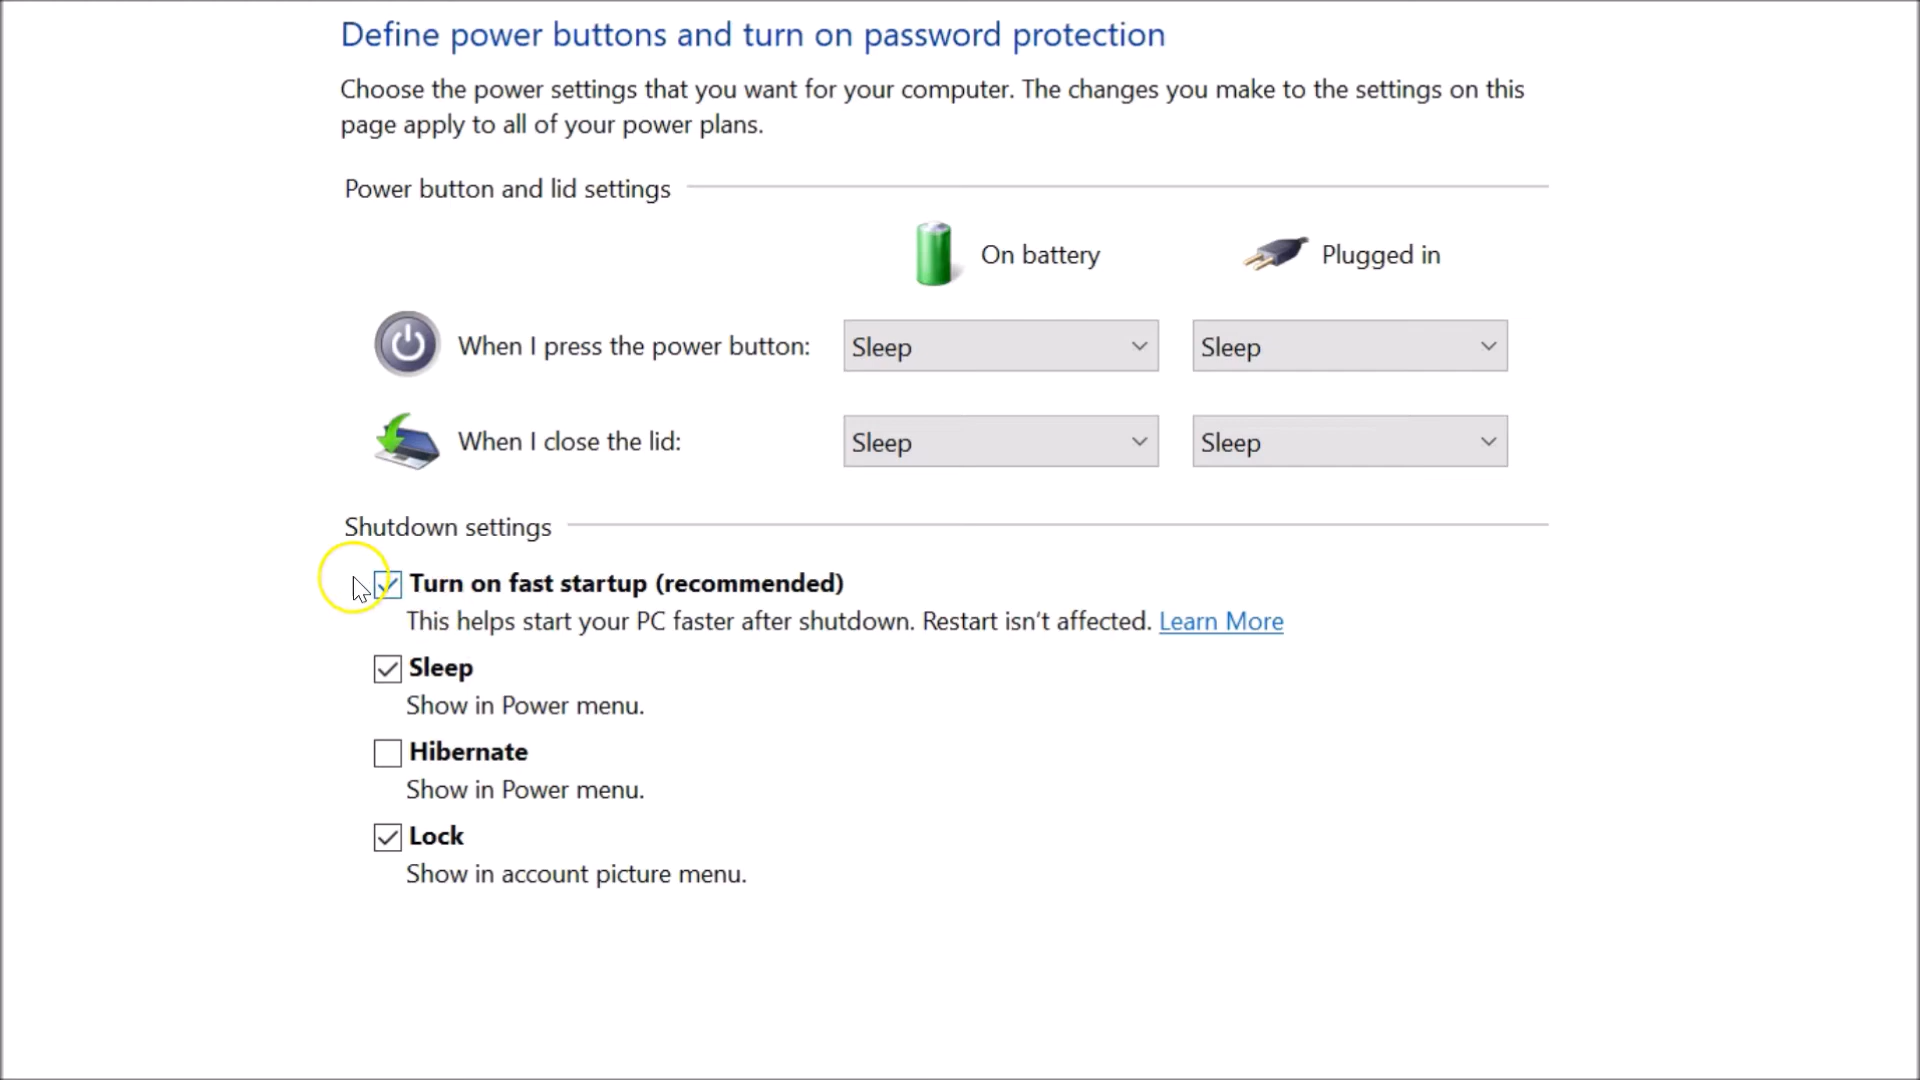 Define power buttons and turn on password protection
Choose the power settings that you want for your computer. The changes you make to the settings on this
page apply to all of your power plans.
Power button and lid settings
On battery
Plugged in
When I press the power button:
Sleep
Sleep
When I close the lid:
Sleep
Sleep
Shutdown settings
Turn on fast startup (recommended)
This helps start your PC faster after shutdown. Restart isn't affected. Learn More
Sleep
Show in Power menu.
Hibernate
Show in Power menu.
Lock
Show in account picture menu.